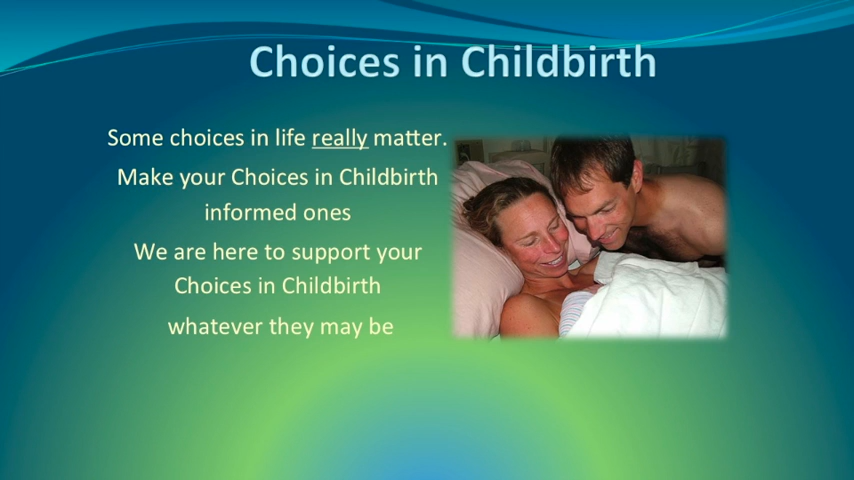 Choices in Childbirth
Some choices in life really matter.
Make your Choices in Childbirth
informed ones
We are here to support your
Choices in Childbirth
whatever they may be